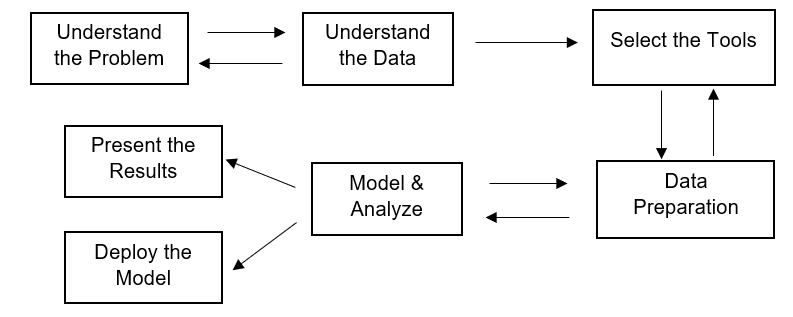 Understand
the Problem
Understand
the Data
Select the Tools
Present the
Results
Model &
Analyze
Data
Preparation
Deploy the
Model